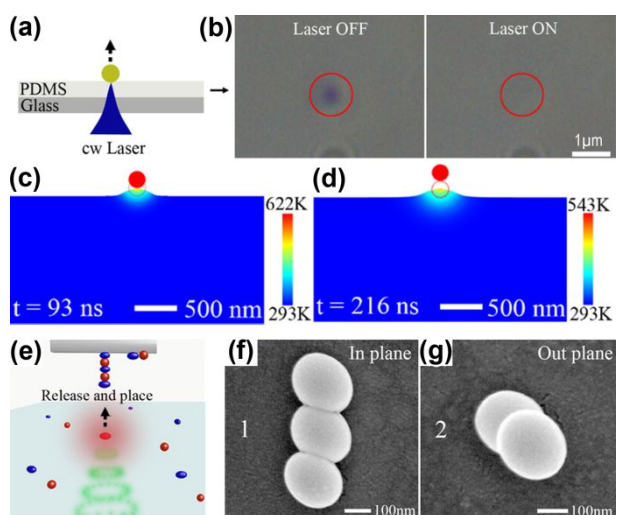 (a)
PDMS
Glass
cw Laser
(b)
Laser OFF
Laser ON
1μm
(c)
622K
293K
t = 93 ns
500 nm
(d)
543K
293K
t = 216 ns
500 nm
(e)
Release and place
(f)
In plane
1
100nm
(g)
Out plane
2
100nm